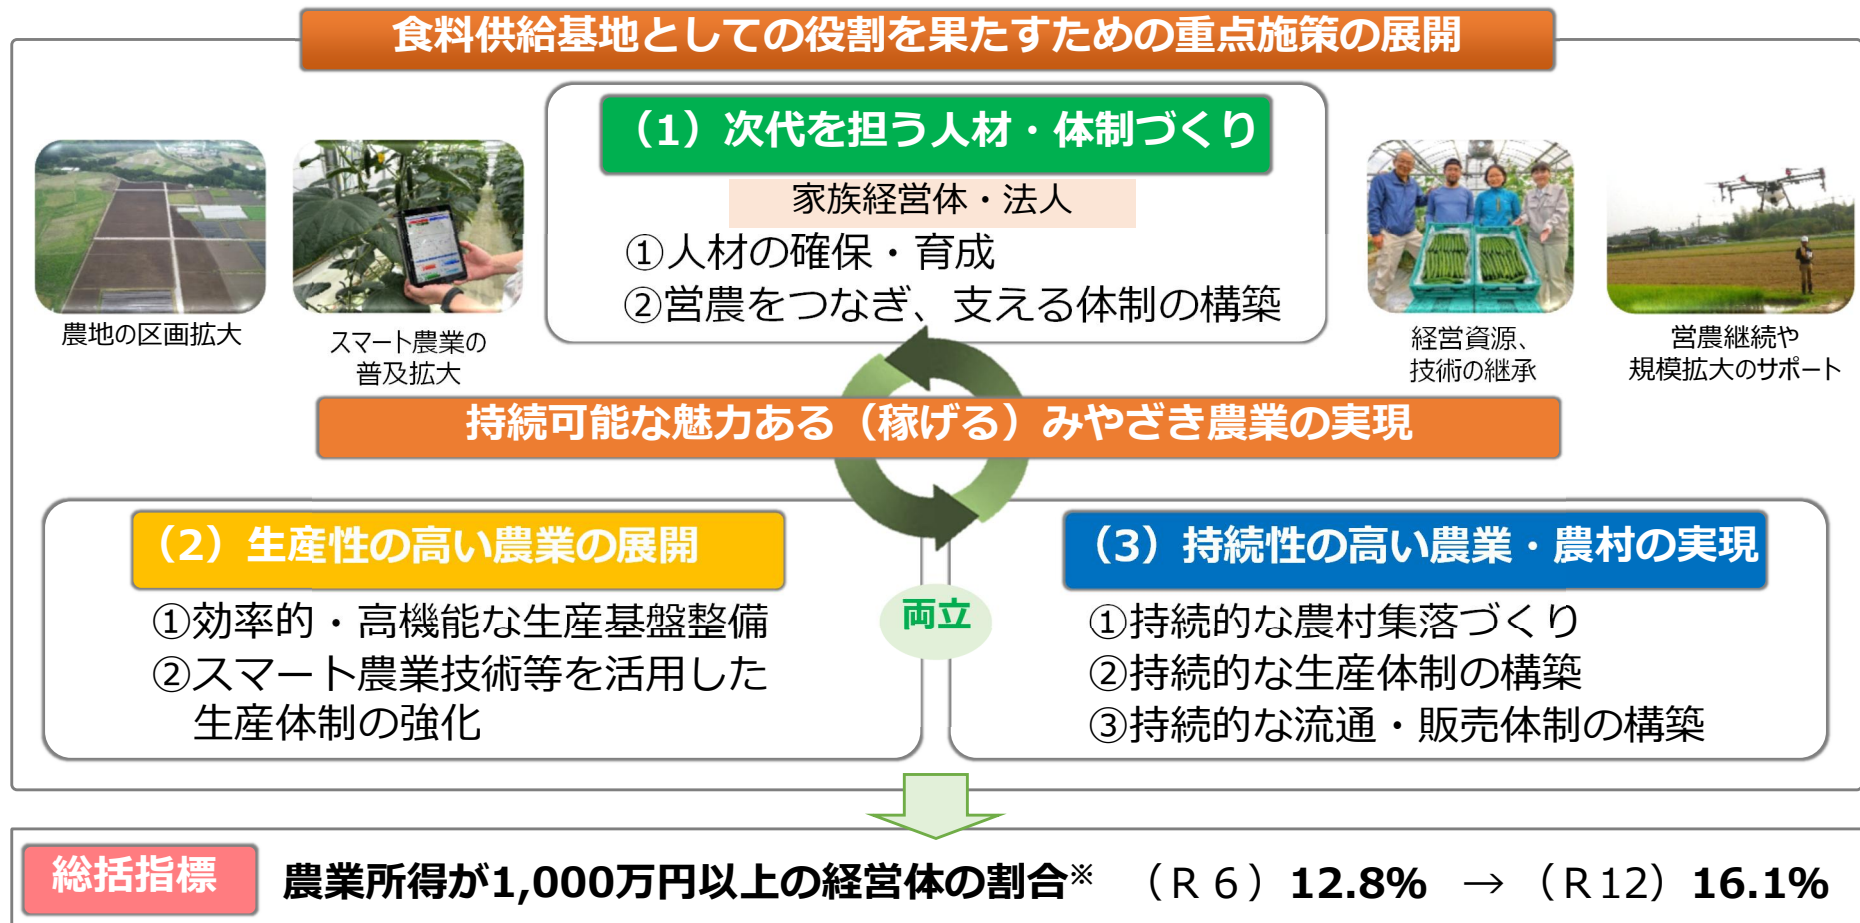 食料供給基地としての役割を果たすための重点施策の展開
（1）次代を担う人材・体制づくり
家族経営体・法人
①人材の確保・育成
②営農をつなぎ、支える体制の構築
農地の区画拡大
スマート農業の
普及拡大
経営資源、
技術の継承
営農継続や
規模拡大のサポート
持続可能な魅力ある（稼げる）みやざき農業の実現
（2）生産性の高い農業の展開
①効率的・高機能な生産基盤整備
②スマート農業技術等を活用した
生産体制の強化
両立
（3）持続性の高い農業・農村の実現
①持続的な農村集落づくり
②持続的な生産体制の構築
③持続的な流通・販売体制の構築
総括指標 農業所得が1,000万円以上の経営体の割合※ （Ｒ６）12.8% → （Ｒ12）16.1%